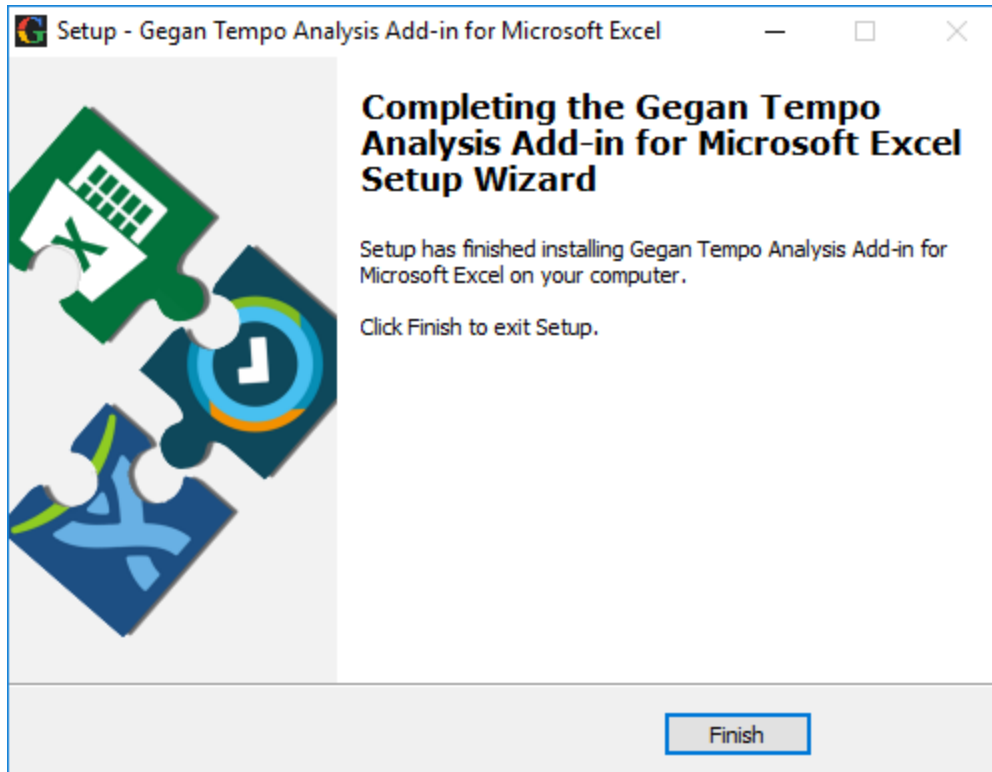 Setup - Gegan Tempo Analysis Add-in for Microsoft Excel
Completing the Gegan Tempo
Analysis Add-in for Microsoft Excel
Setup Wizard
Setup has finished installing Gegan Tempo Analysis Add-in for
Microsoft Excel on your computer.
Click Finish to exit Setup.
Finish